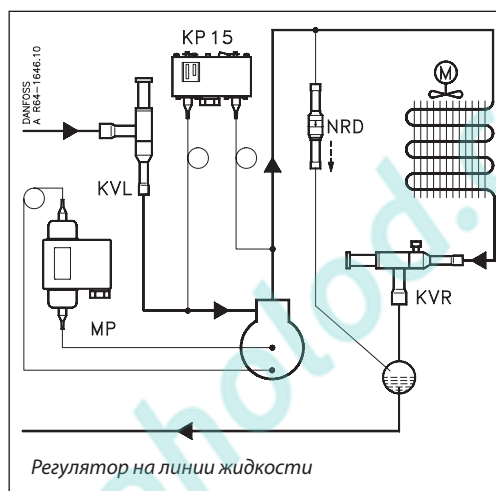 DANFOSS
A R64-1646.10
KP 15
M
NRD
KVL
KVR
MP
Регулятор на линии жидкости